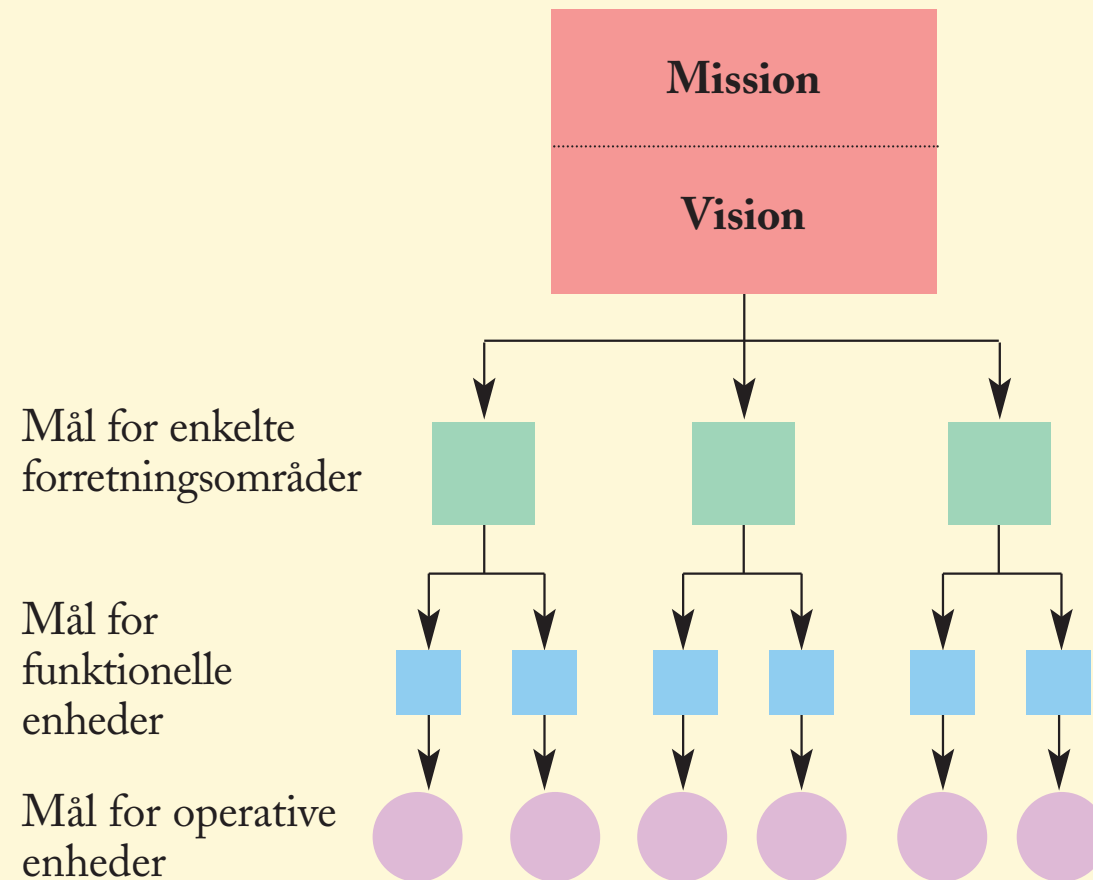 Mission
Vision
Mål for enkelte
forretningsområder
Mål for
funktionelle
enheder
Mål for operative
enheder